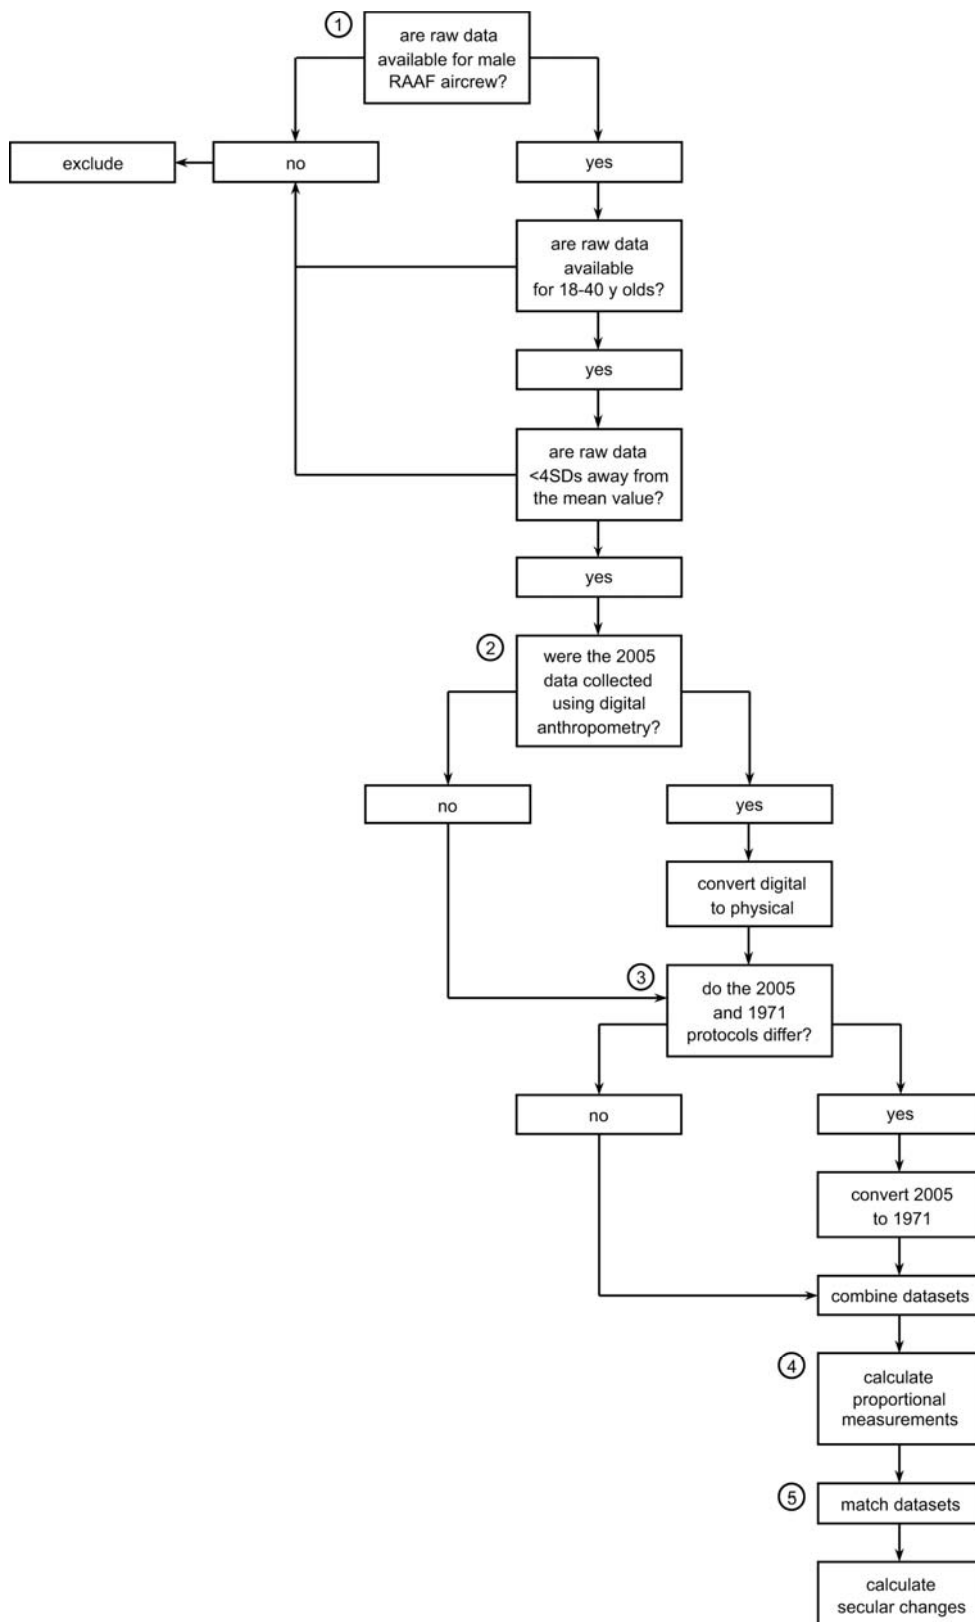 1
are raw data
available for male
RAAF aircrew?
exclude
no
yes
are raw data
available
for 18-40 y olds?
yes
are raw data
<4SDs away from
the mean value?
yes
2
were the 2005
data collected
using digital
anthropometry?
no
yes
convert digital
to physical
3
do the 2005
and 1971
protocols differ?
no
yes
convert 2005
to 1971
combine datasets
4
calculate
proportional
measurements
5
match datasets
calculate
secular changes